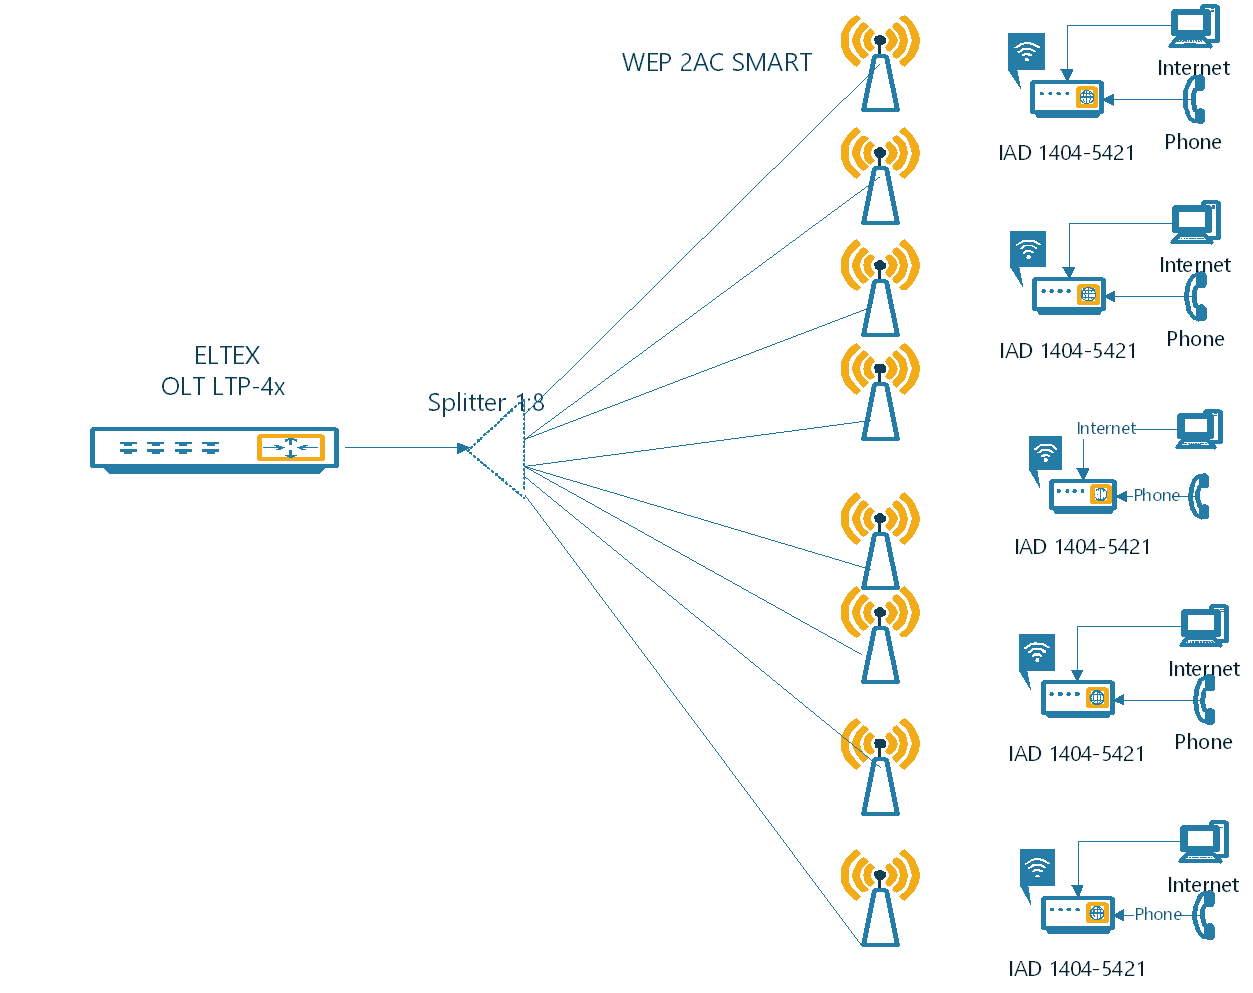 WEP 2AC SMART
Internet
Phone
IAD 1404-5421
Internet
Phone
IAD 1404-5421
ELTEX
OLT LTP-4x
Splitter 1:8
Internet
Phone
IAD 1404-5421
Internet
Phone
IAD 1404-5421
Internet
Phone
IAD 1404-5421